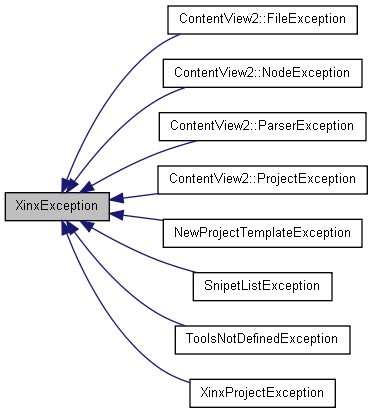 ContentView2::FileException
ContentView2::NodeException
ContentView2::ParserException
ContentView2::ProjectException
XinxException
NewProjectTemplateException
SnipetListException
ToolsNotDefinedException
XinxProjectException